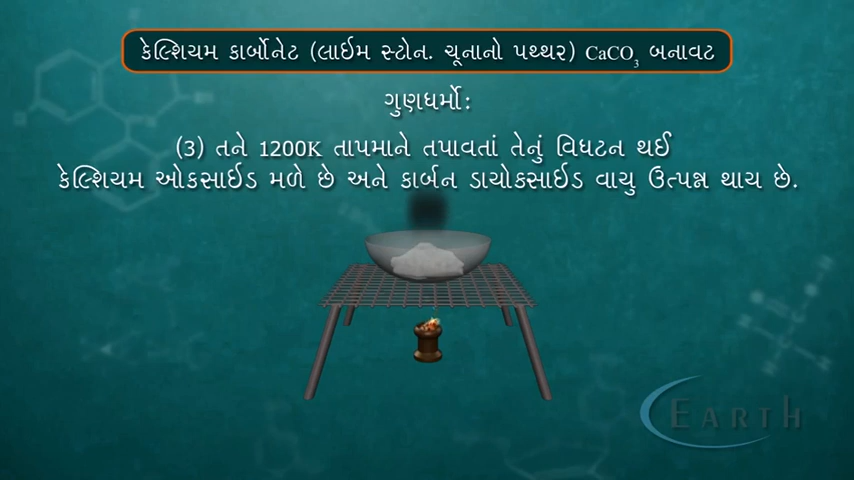 કેલ્શિયમ કાર્બોનેટ (લાઈમ સ્ટોન. ચૂનાનો પથ્થર) CaCO₃ બનાવટ
ગુણધર્મો:
(3) તને 1200K તાપમાને તપાવતાં તેનું વિઘટન થઈ
કેલ્શિયમ ઓકસાઈડ મળે છે અને કાર્બન ડાયોકસાઈડ વાયુ ઉત્પન્ન થાય છે.
EARTH